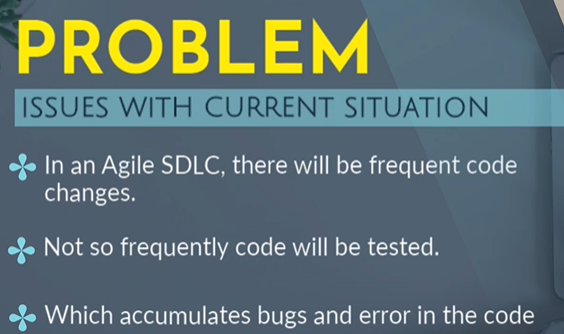 PROBLEM
ISSUES WITH CURRENT SITUATION
In an Agile SDLC, there will be frequent code
changes.
Not so frequently code will be tested.
Which accumulates bugs and error in the code